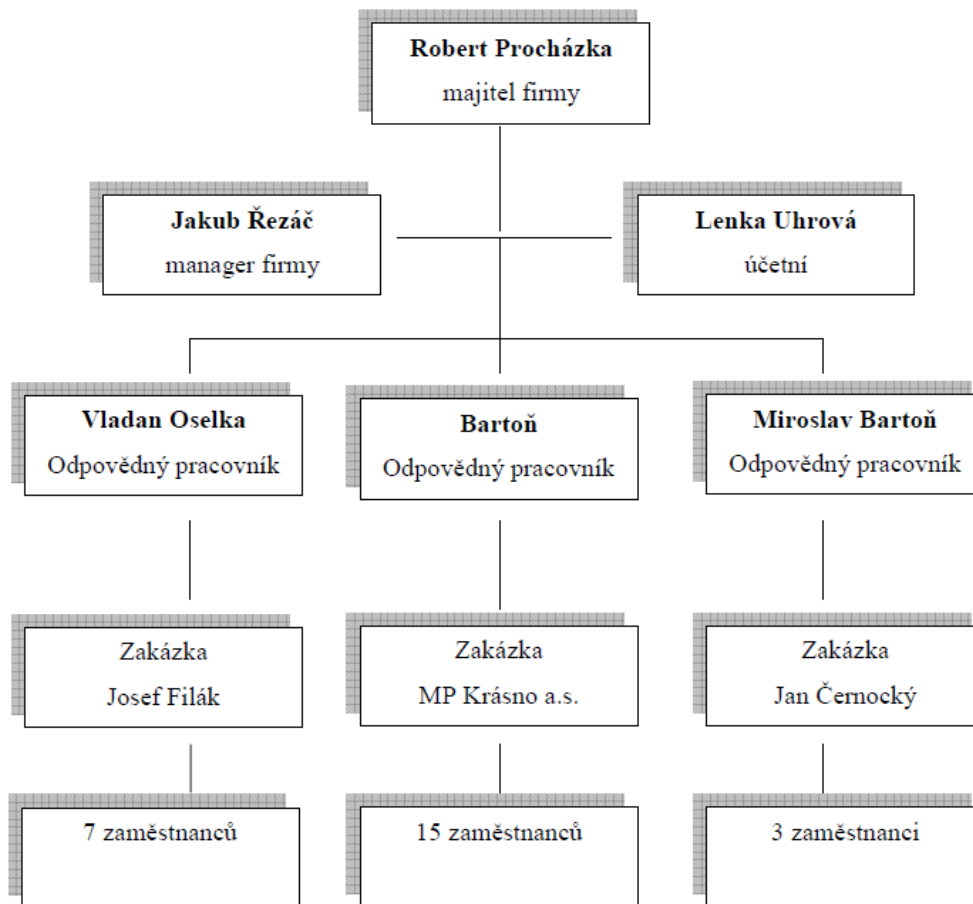 Robert Procházka
majitel firmy
Jakub Řezáč
manager firmy
Lenka Uhrová
účetní
Vladan Oselka
Odpovědný pracovník
Bartoň
Odpovědný pracovník
Miroslav Bartoň
Odpovědný pracovník
Zakázka
Josef Filák
Zakázka
MP Krásno a.s.
Zakázka
Jan Černocký
7 zaměstnanců
15 zaměstnanců
3 zaměstnanci